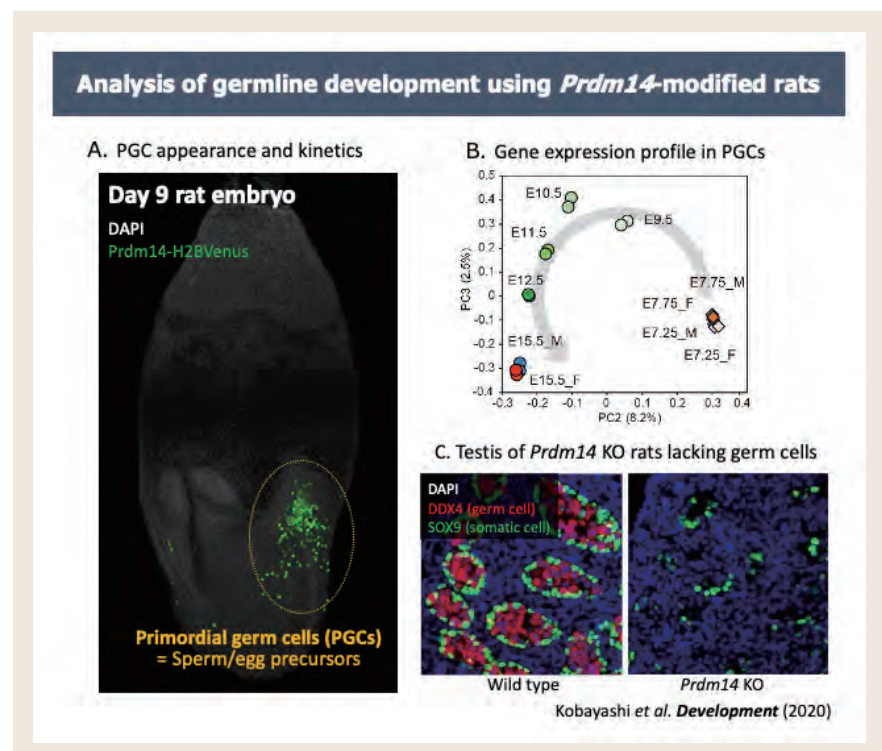 Analysis of germline development using Prdm14-modified rats
A. PGC appearance and kinetics
Day 9 rat embryo
DAPI
Prdm14-H2BVenus
Primordial germ cells (PGCs)
= Sperm/egg precursors
B. Gene expression profile in PGCs
PC3 (2.5%)
0.5
0.4
0.3
0.2
0.1
0
-0.1
-0.2
-0.3
-0.4
E10.5
E9.5
E11.5
E12.5
E7.75_M
E7.75_F
E7.25_M
E7.25_F
E15.5_M
E15.5_F
-0.3 -0.2 -0.1 0 0.1 0.2 0.3 0.4
PC2 (8.2%)
C. Testis of Prdm14 KO rats lacking germ cells
DAPI
DDX4 (germ cell)
SOX9 (somatic cell)
Wild type
Prdm14 KO
Kobayashi et al. Development (2020)